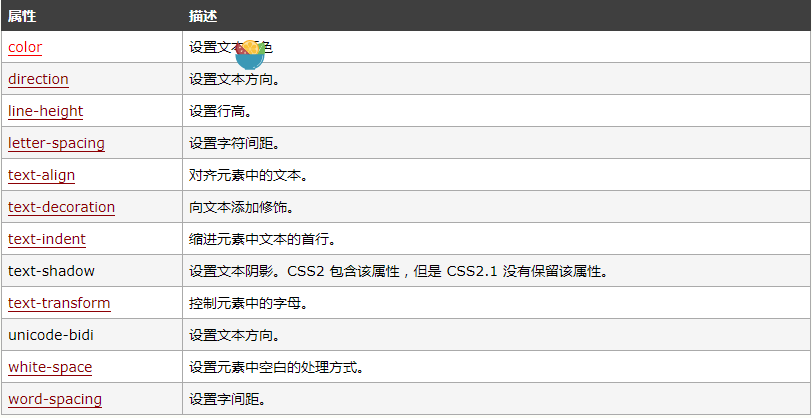 属性 描述
color 设置文本色
direction 设置文本方向。
line-height 设置行高。
letter-spacing 设置字符间距。
text-align 对齐元素中的文本。
text-decoration 向文本添加修饰。
text-indent 缩进元素中文本的首行。
text-shadow 设置文本阴影。CSS2 包含该属性，但是 CSS2.1 没有保留该属性。
text-transform 控制元素中的字母。
unicode-bidi 设置文本方向。
white-space 设置元素中空白的处理方式。
word-spacing 设置字间距。